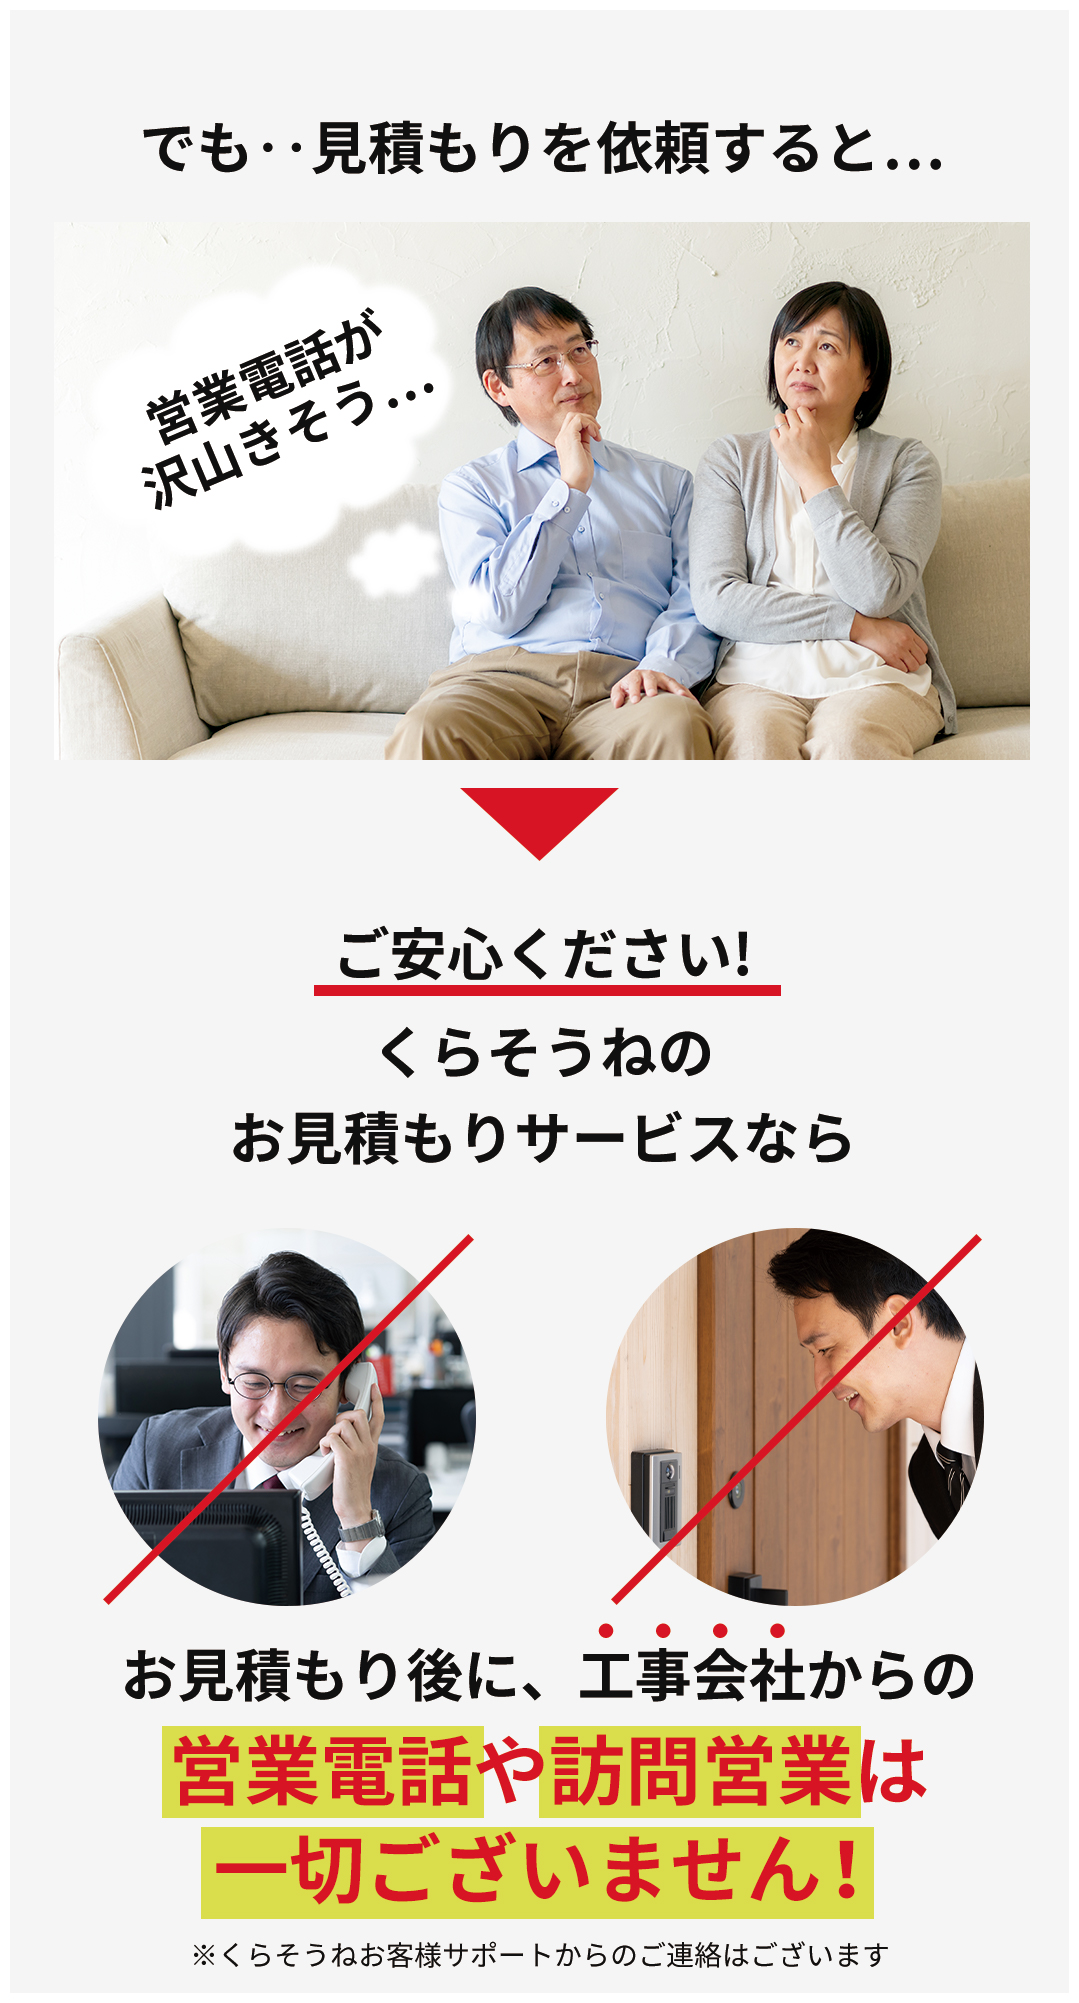 でも‥見積もりを依頼すると…
営業電話が
沢山きそう…
ご安心ください!
くらそうねの
お見積もりサービスなら
お見積もり後に、工事会社からの
営業電話や訪問営業は
一切ございません!
※くらそうねお客様サポートからのご連絡はございます